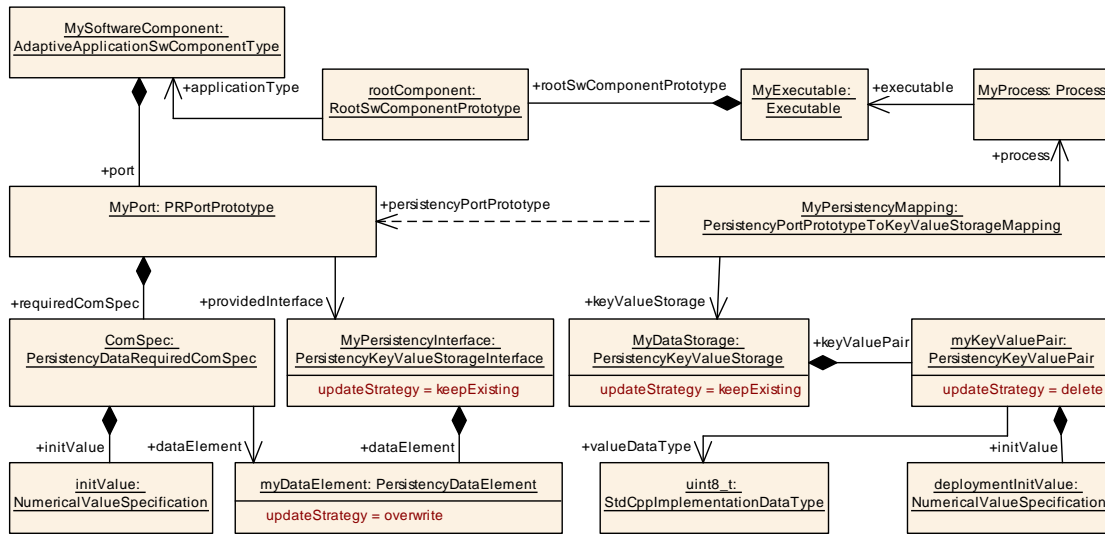 MySoftwareComponent:
AdaptiveApplicationSwComponentType
+applicationType
rootComponent:
RootSwComponentPrototype
+rootSwComponentPrototype
MyExecutable:
Executable
+executable
MyProcess: Process
+port
+process
MyPort: PRPortPrototype
+persistencyPortPrototype
MyPersistencyMapping:
PersistencyPortPrototypeToKeyValueStorageMapping
+requiredComSpec
+providedInterface
+keyValueStorage
ComSpec:
PersistencyDataRequiredComSpec
MyPersistencyInterface:
PersistencyKeyValueStorageInterface
updateStrategy = keepExisting
MyDataStorage:
PersistencyKeyValueStorage
updateStrategy = keepExisting
+keyValuePair
myKeyValuePair:
PersistencyKeyValuePair
updateStrategy = delete
+initValue
+dataElement
+dataElement
+valueDataType
+initValue
initValue:
NumericalValueSpecification
myDataElement: PersistencyDataElement
updateStrategy = overwrite
uint8_t:
StdCppImplementationDataType
deploymentInitValue:
NumericalValueSpecification